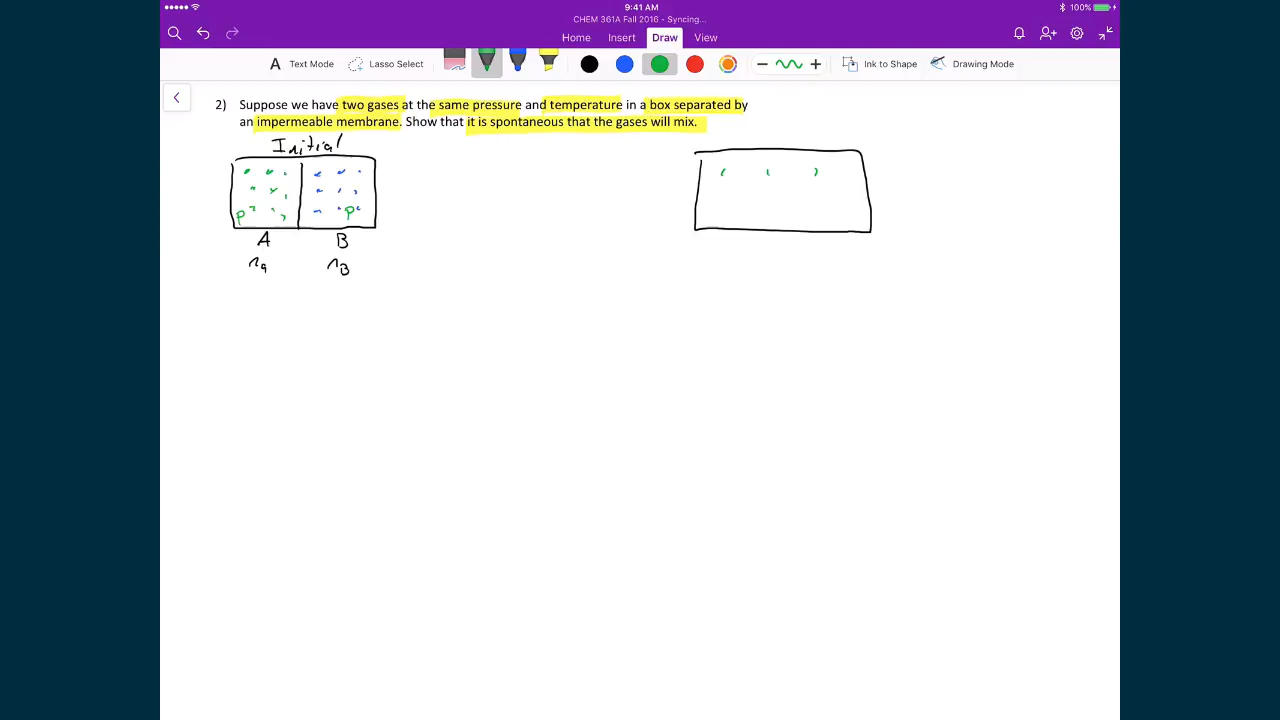 9:41 AM
100%
CHEM 361A Fall 2016 - Syncing...
Home Insert Draw View
A Text Mode Lasso Select Ink to Shape Drawing Mode
2) Suppose we have two gases at the same pressure and temperature in a box separated by
an impermeable membrane. Show that it is spontaneous that the gases will mix.
Initial
P P
A B
nA nB